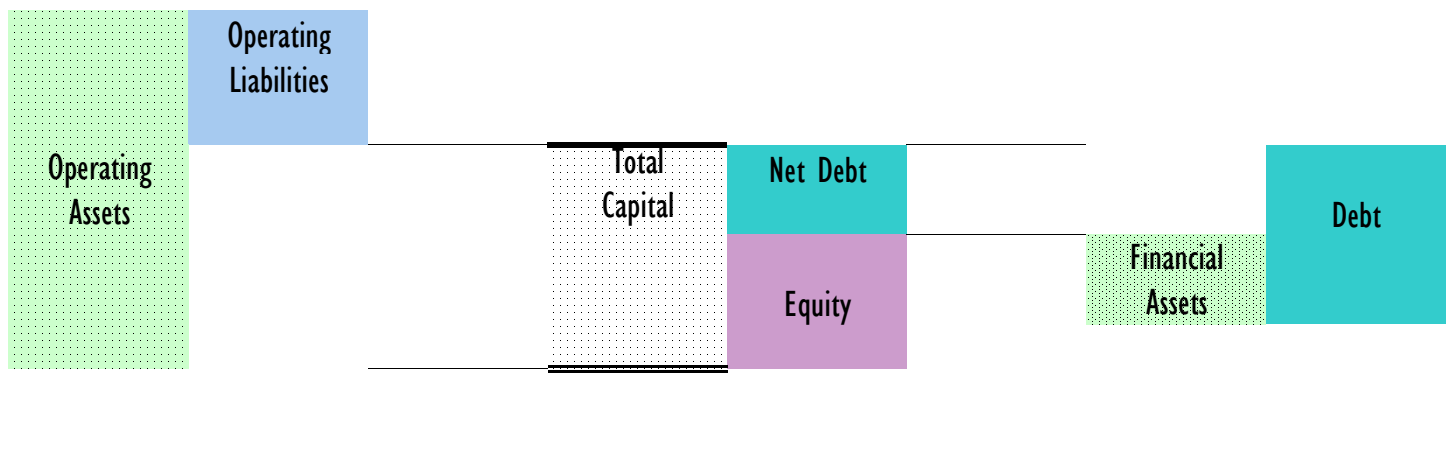 Operating
Liabilities
Operating
Assets
Total
Capital
Net Debt
Equity
Financial
Assets
Debt